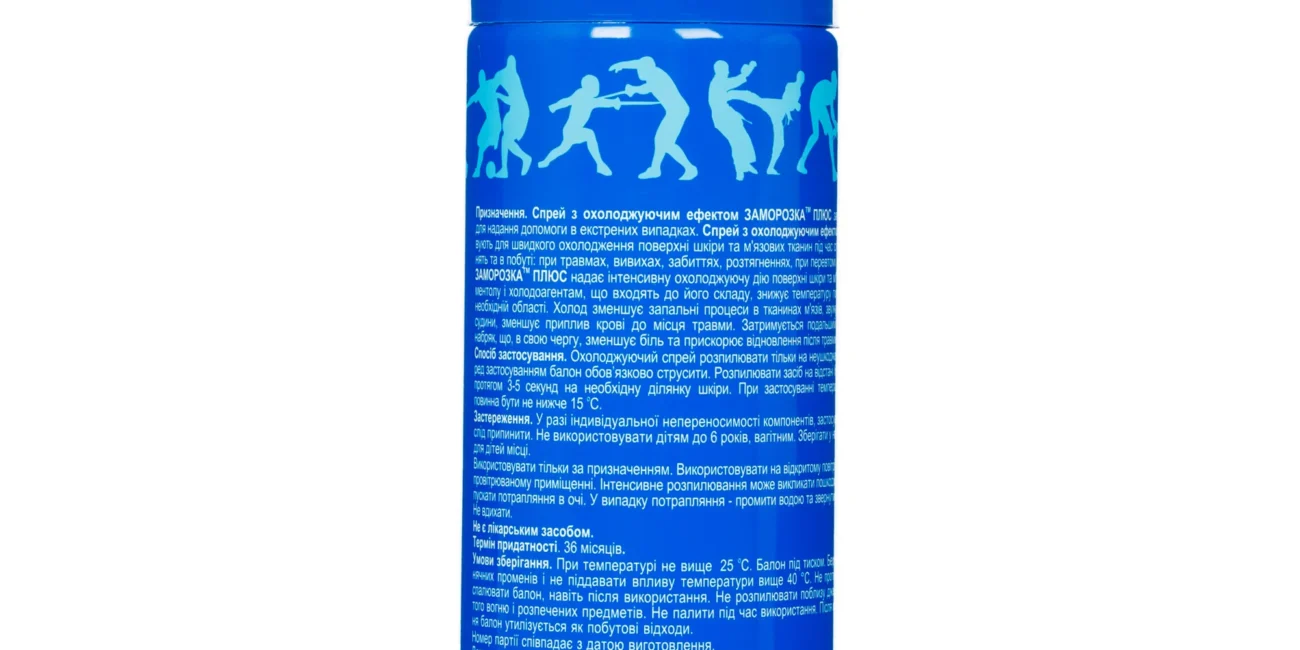 Призначення. Спрей з охолоджуючим ефектом ЗАМОРОЗКА™ ПЛЮС
для надання допомоги в екстрених випадках. Спрей з охолоджуючим
вують для швидкого охолодження поверхні шкіри та м'язових тканин під час
нять та в побуті: при травмах, вивихах, забиттях, розтягненнях, при
ЗАМОРОЗКА™ ПЛЮС надає інтенсивну охолоджуючу дію поверхні шкіри та
ментолу і холодоагентам, що входять до його складу, знижує температуру
необхідній області. Холод зменшує запальні процеси в тканинах м'язів,
судини, зменшує приплив крові до місця травми. Затримується
набряк, що, в свою чергу, зменшує біль та прискорює відновлення після
Спосіб застосування. Охолоджуючий спрей розпилювати тільки на
ред застосуванням балон обов'язково струсити. Розпилювати засіб на відстані
протягом 3-5 секунд на необхідну ділянку шкіри. При застосуванні
повинна бути не нижче 15 °С.
Застереження. У разі індивідуальної непереносимості компонентів,
слід припинити. Не використовувати дітям до 6 років, вагітним. Зберігати у
для дітей місці.
Використовувати тільки за призначенням. Використовувати на відкритому
провітрюваному приміщенні. Інтенсивне розпилювання може викликати
пускати потрапляння в очі. У випадку потрапляння - промити водою та
Не вдихати.
Не є лікарським засобом.
Термін придатності. 36 місяців.
Умови зберігання. При температурі не вище 25 °С. Балон під тиском.
нячних променів і не піддавати впливу температури вище 40 °С. Не
спалювати балон, навіть після використання. Не розпилювати поблизу
того вогню і розпечених предметів. Не палити під час використання.
ня балон утилізується як побутові відходи.
Номер партії співпадає з датою виготовлення.